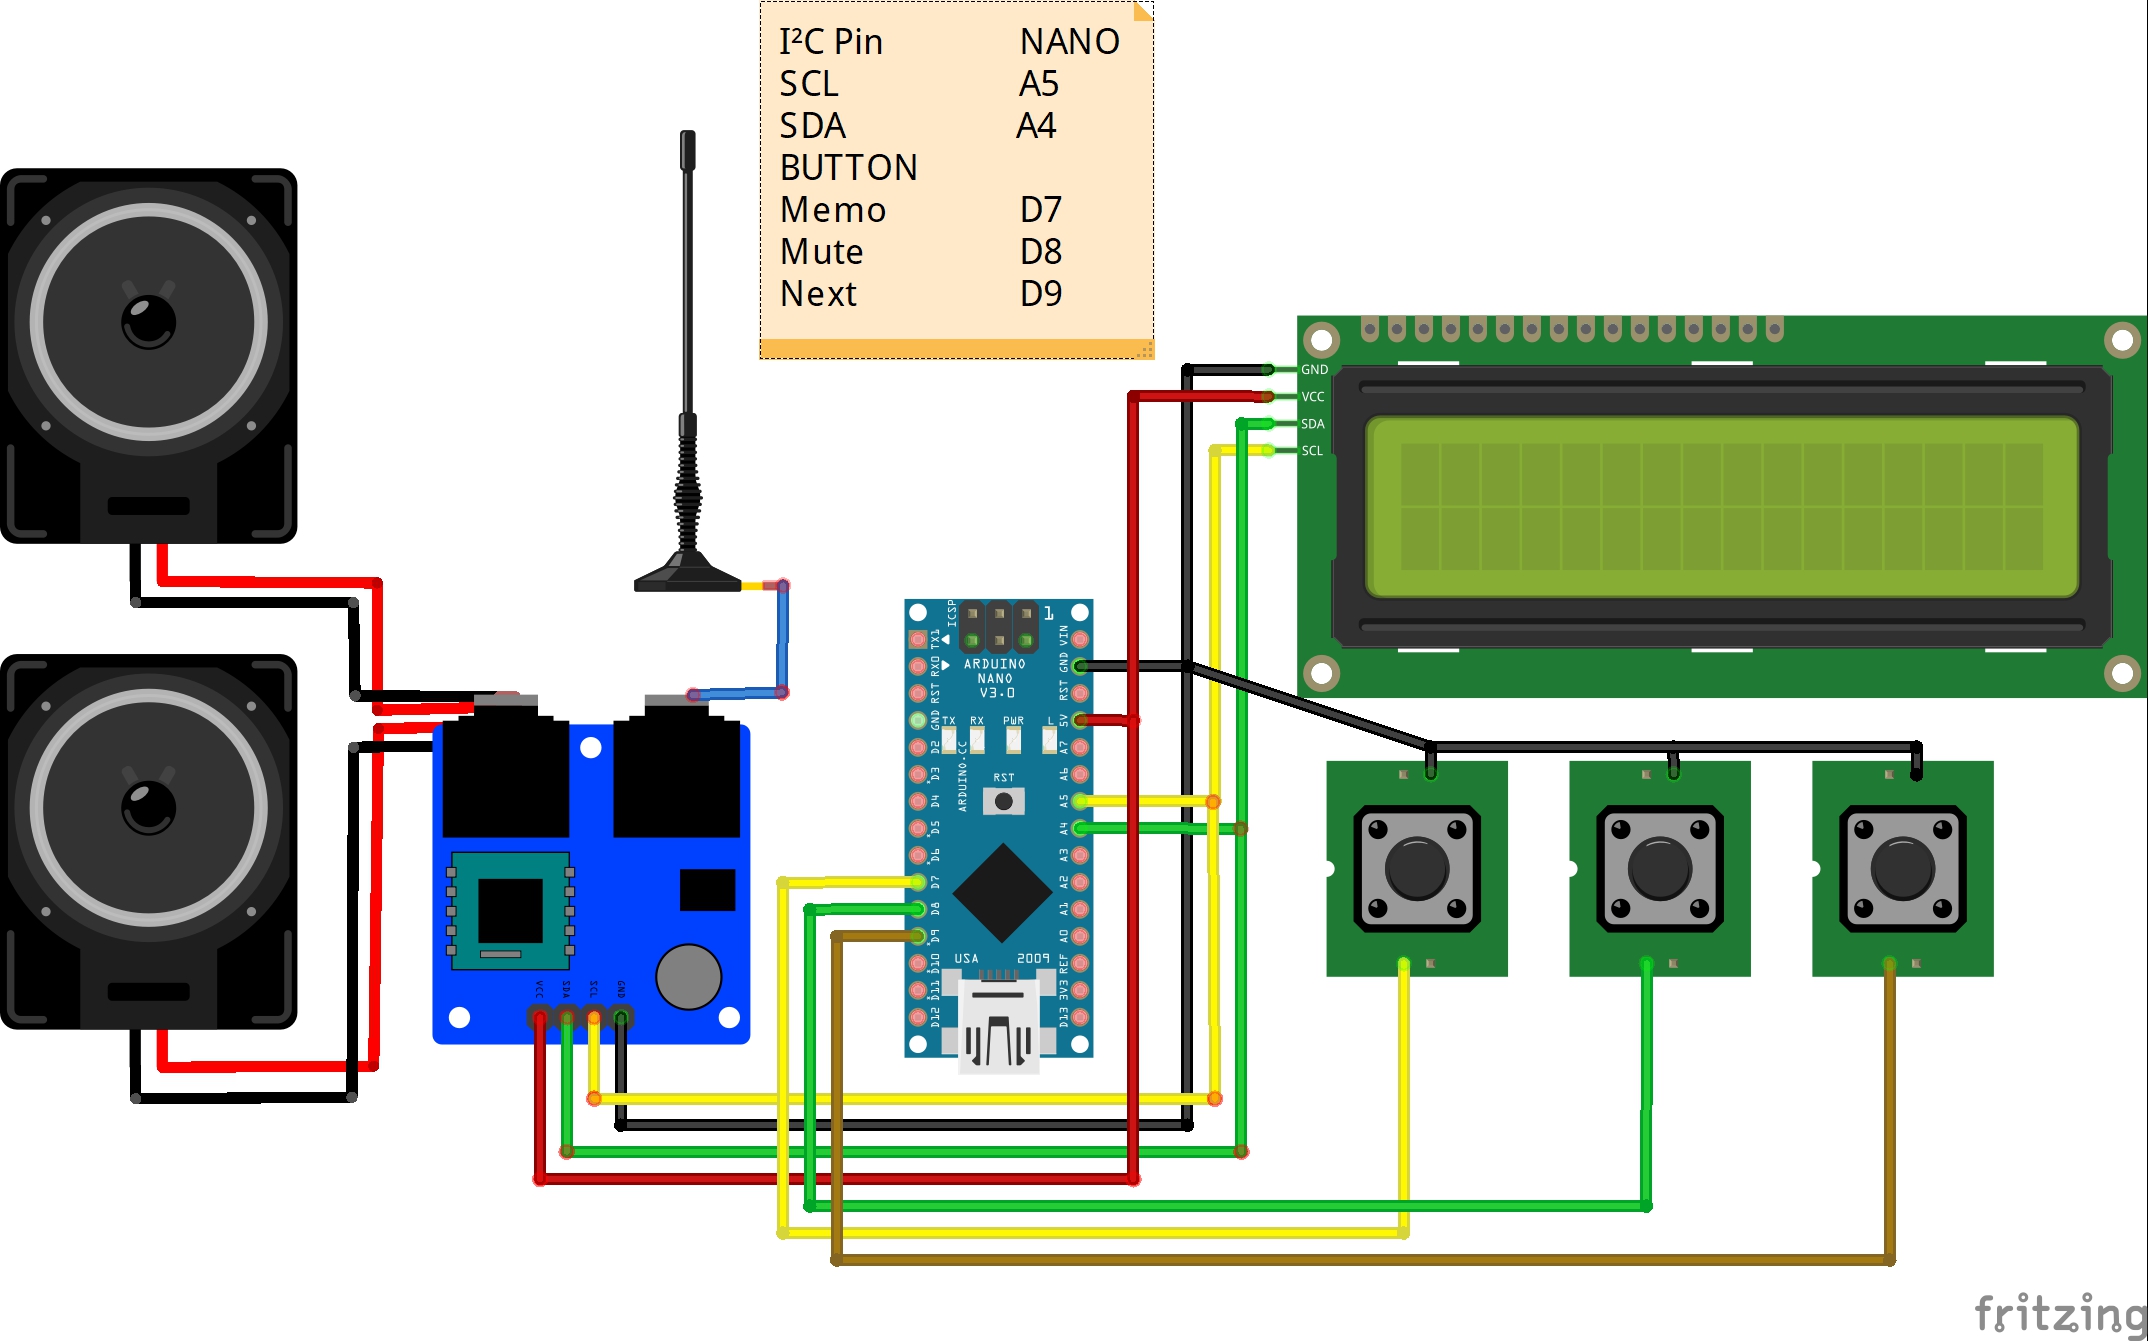 I²C Pin NANO
SCL A5
SDA A4
BUTTON
Memo D7
Mute D8
Next D9
GND
VCC
SDA
SCL
ICSP
1
TX1
RX0
RST
GND
D2
D3
D4
D5
D6
D7
D8
D9
D10
D11
D12
VIN
GND
RST
5V
A7
A6
A5
A4
A3
A2
A1
A0
REF
3V3
D13
ARDUINO
NANO
V3.0
TX RX PWR L
RST
ARDUINO.CC
USA 2009
VCC
SDA
SCL
GND
fritzing